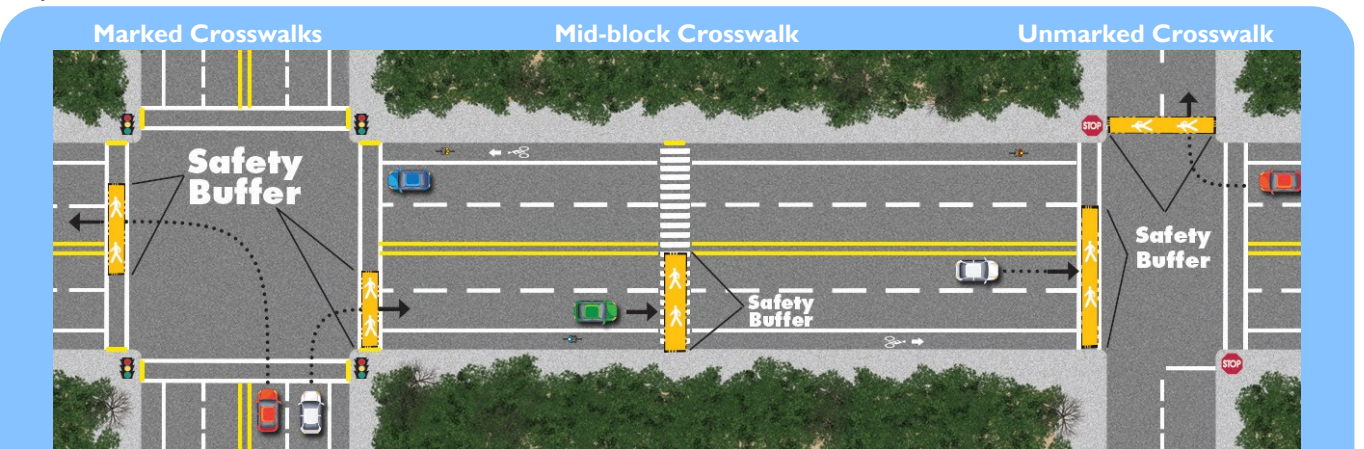 Marked Crosswalks
Mid-block Crosswalk
Unmarked Crosswalk
STOP
Safety
Buffer
Safety
Buffer
Safety
Buffer
STOP